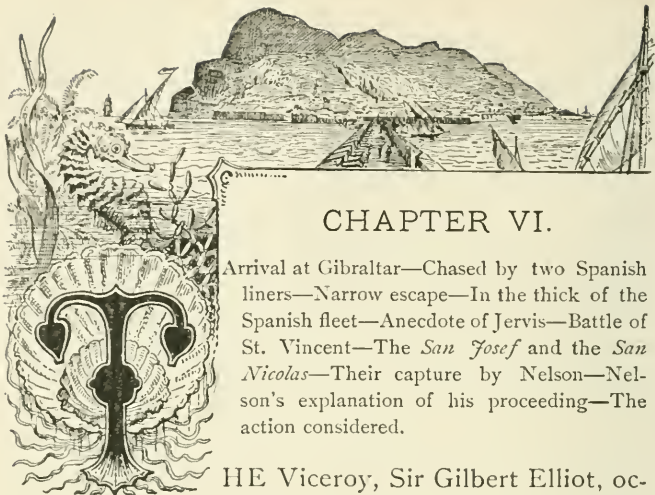 CHAPTER VI.
Arrival at Gibraltar—Chased by two Spanish
liners—Narrow escape—In the thick of the
Spanish fleet—Anecdote of Jervis—Battle of
St. Vincent—The San Josef and the San
Nicolas—Their capture by Nelson—Nel-
son's explanation of his proceeding—The
action considered.
THE Viceroy, Sir Gilbert Elliot, oc-